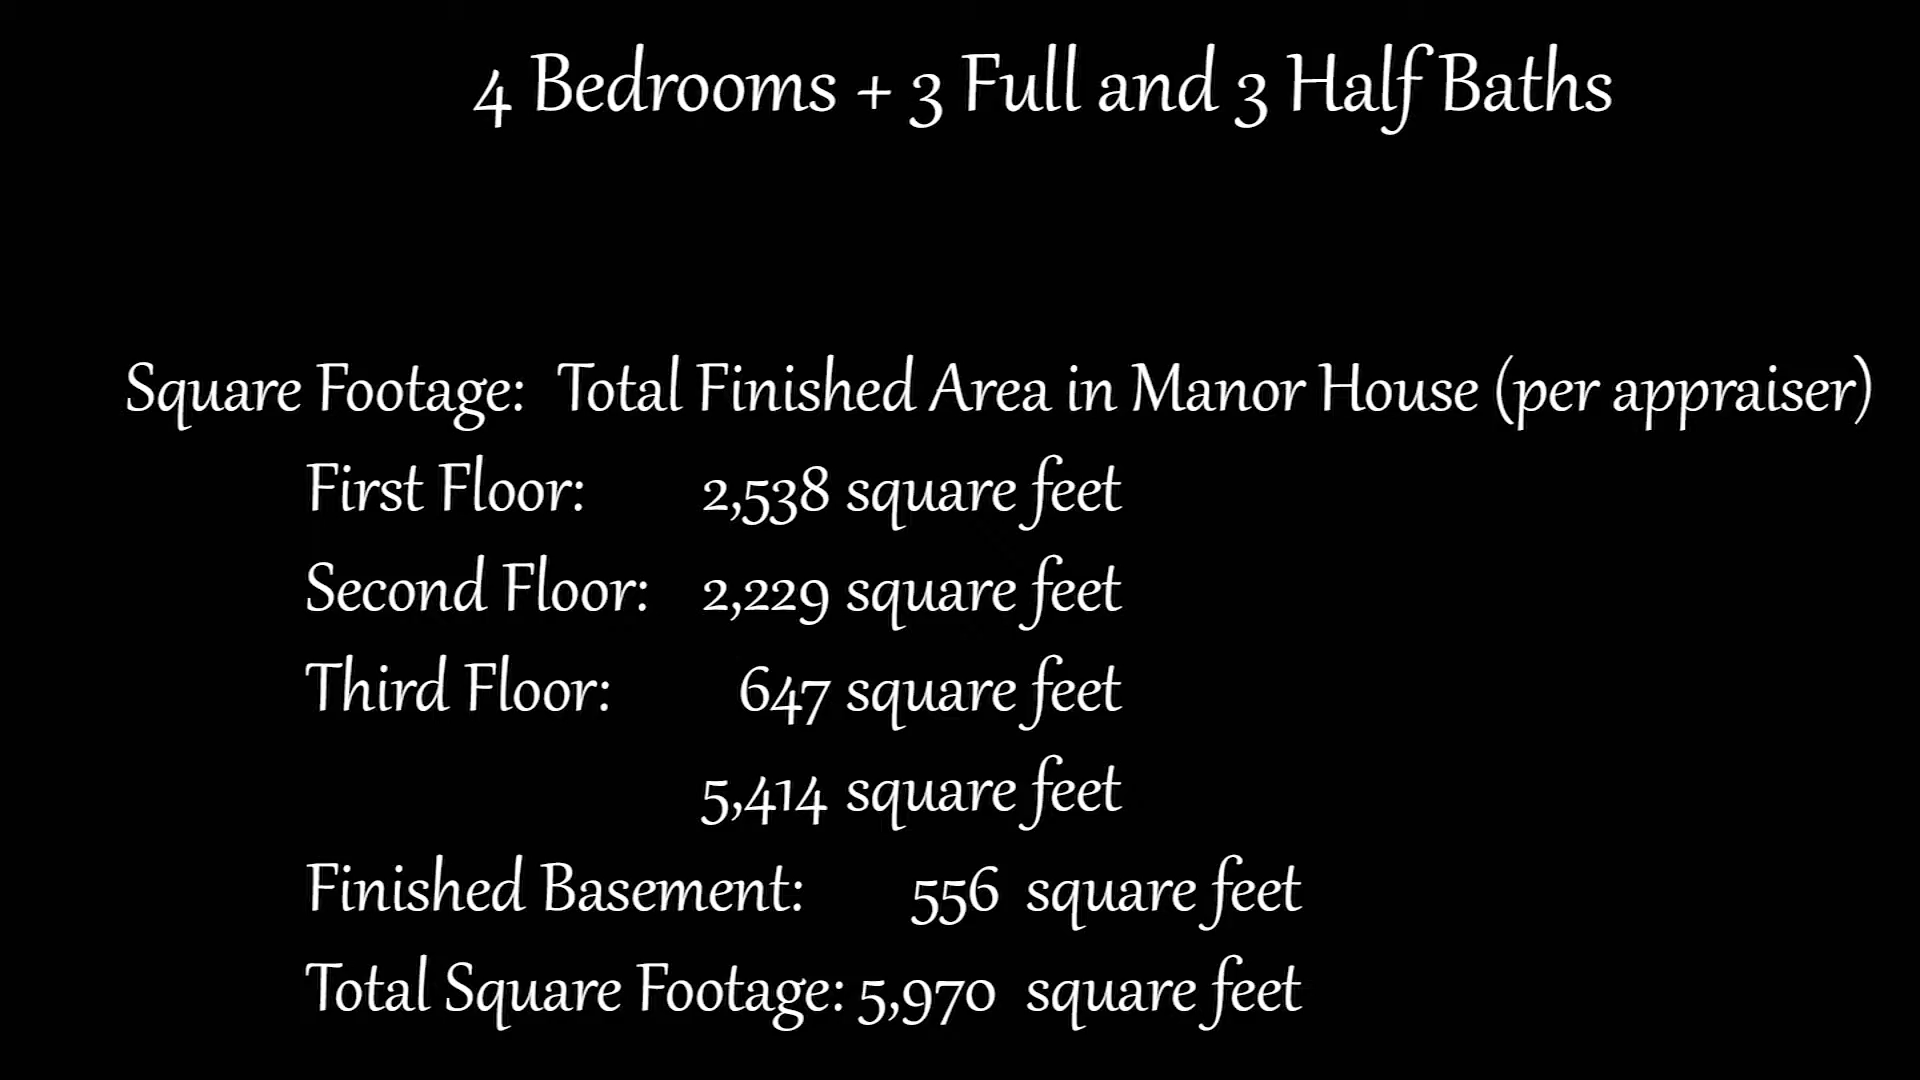 4 Bedrooms + 3 Full and 3 Half Baths
Square Footage: Total Finished Area in Manor House (per appraiser)
First Floor: 2,538 square feet
Second Floor: 2,229 square feet
Third Floor: 647 square feet
5,414 square feet
Finished Basement: 556 square feet
Total Square Footage: 5,970 square feet